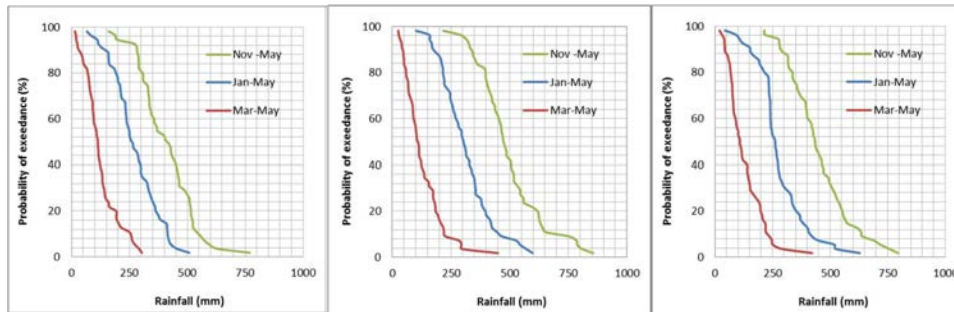 100
80
60
40
20
0
Probability of exeedance (%)
Nov -May
Jan-May
Mar-May
0 250 500 750 1000
Rainfall (mm)
100
80
60
40
20
0
Probability of exeedance (%)
Nov -May
Jan-May
Mar-May
0 250 500 750 1000
Rainfall (mm)
100
80
60
40
20
0
Probability of exeedance (%)
Nov -May
Jan-May
Mar-May
0 250 500 750 1000
Rainfall (mm)